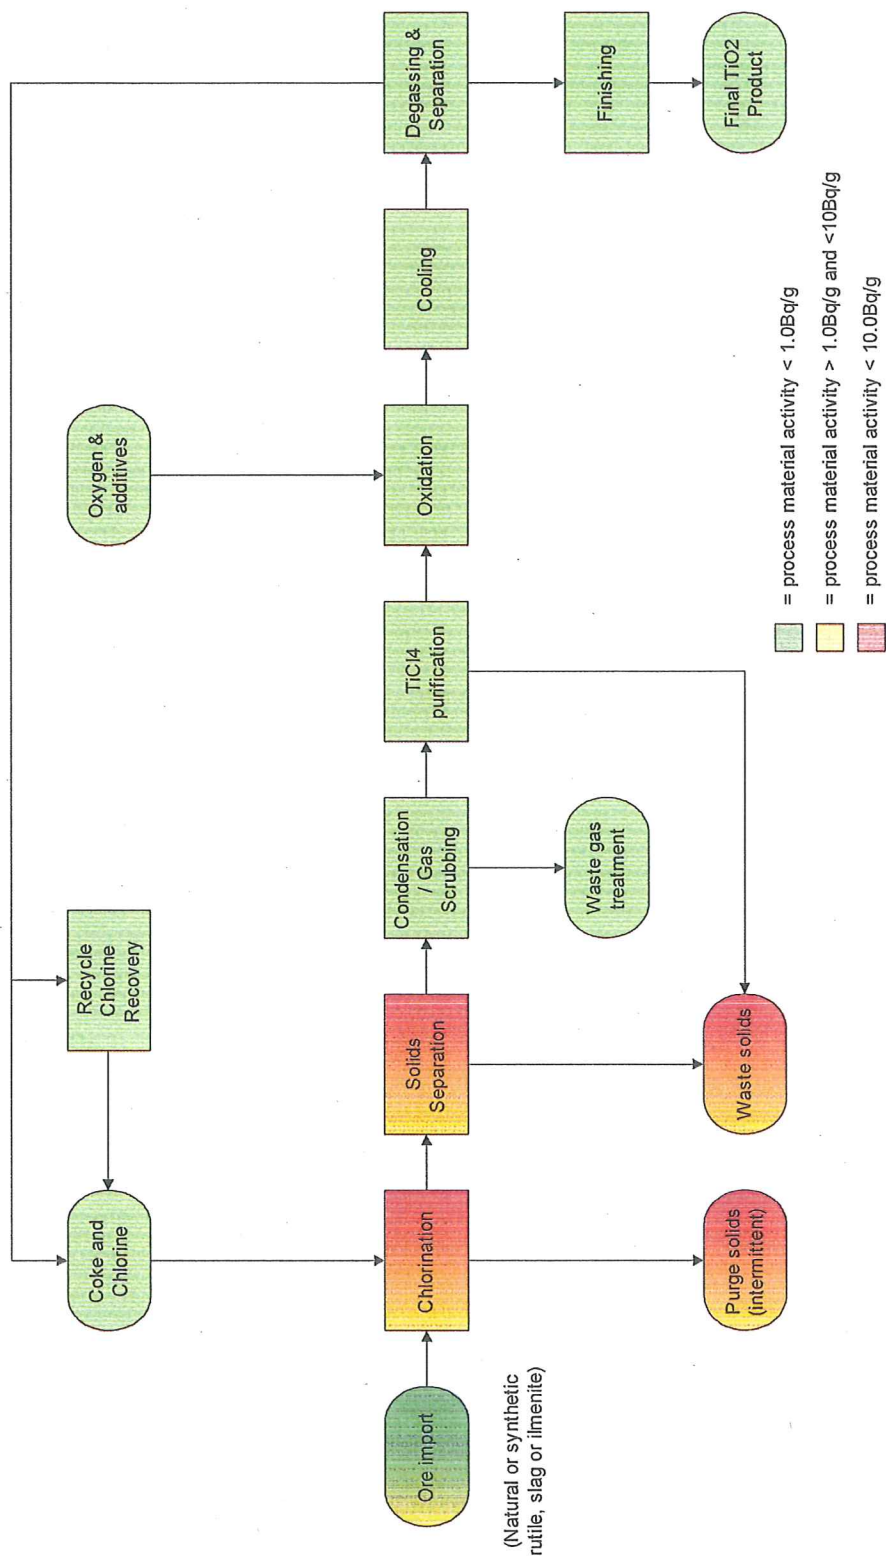 Recycle
Chlorine
Recovery
Coke and
Chlorine
Oxygen &
additives
Ore import
(Natural or synthetic
rutile, slag or ilmenite)
Chlorination
Solids
Separation
Condensation
/ Gas
Scrubbing
TiCl4
purification
Oxidation
Cooling
Degassing &
Separation
Purge solids
(intermittent)
Waste solids
Waste gas
treatment
Finishing
Final TiO2
Product
= process material activity < 1.0Bq/g
= process material activity > 1.0Bq/g and <10Bq/g
= process material activity < 10.0Bq/g